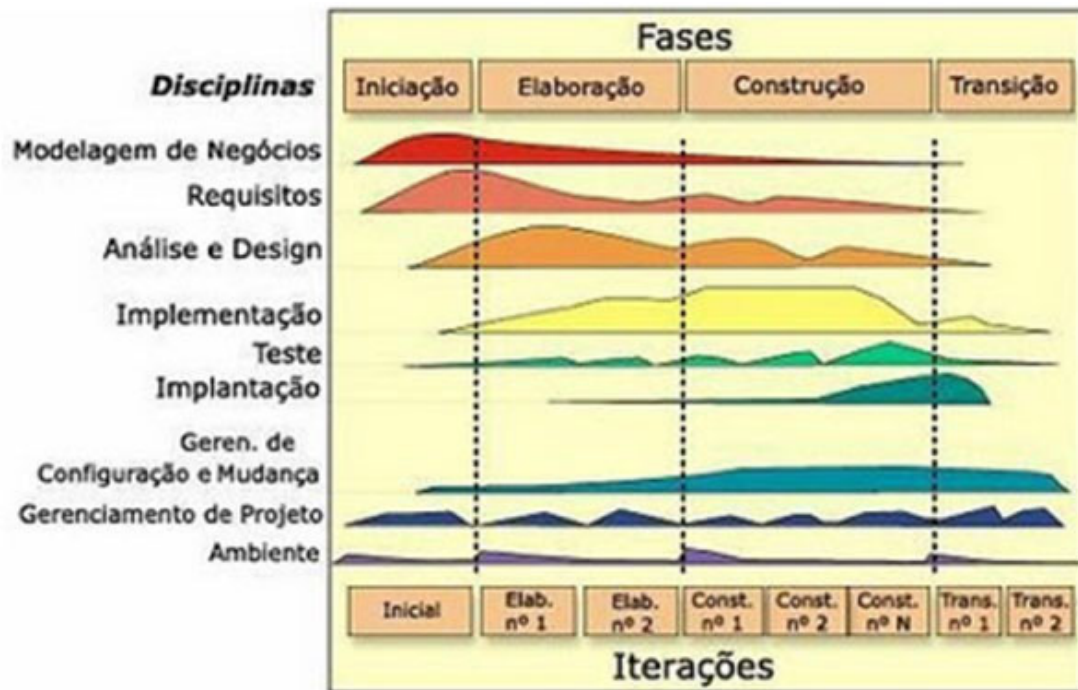 Fases
Disciplinas
Iniciação
Elaboração
Construção
Transição
Modelagem de Negócios
Requisitos
Análise e Design
Implementação
Teste
Implantação
Geren. de
Configuração e Mudança
Gerenciamento de Projeto
Ambiente
Inicial
Elab.
nº 1
Elab.
nº 2
Const.
nº 1
Const.
nº 2
Const.
nº N
Trans.
nº 1
Trans.
nº 2
Iterações